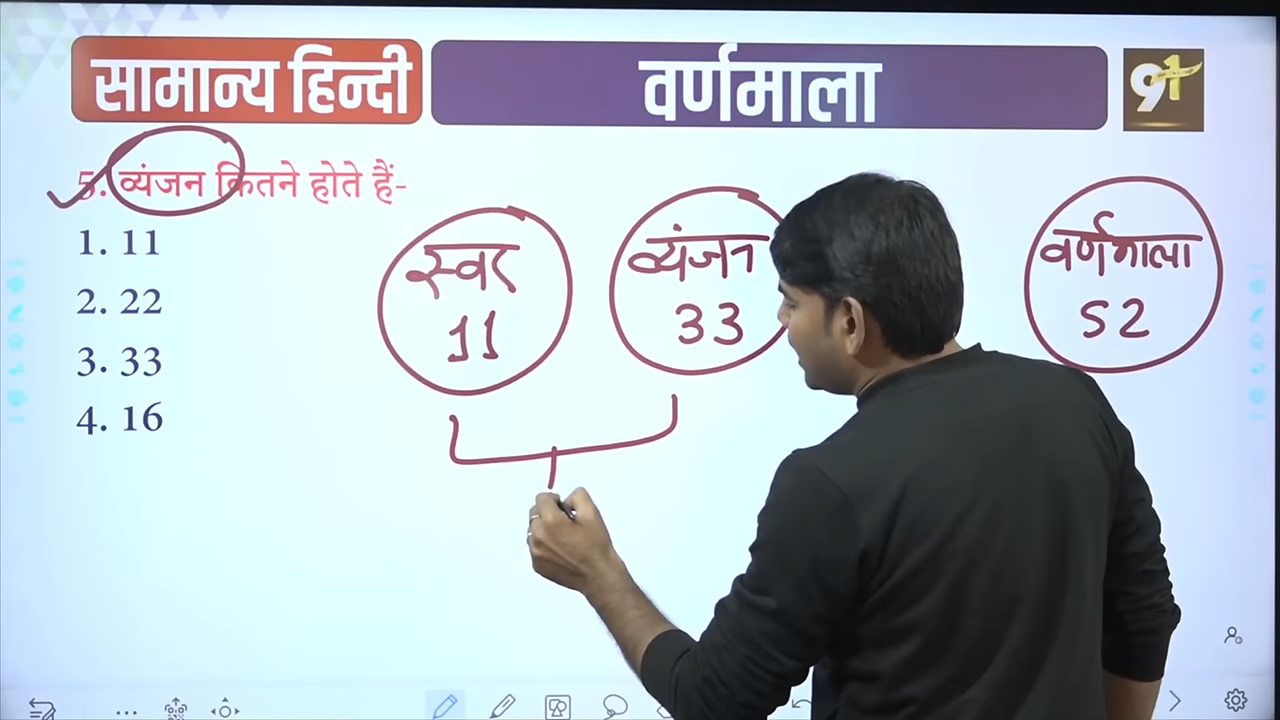 सामान्य हिन्दी
वर्णमाला
91
5. व्यंजन कितने होते हैं-
1. 11
2. 22
3. 33
4. 16
स्वर
11
व्यंजन
33
वर्णमाला
52